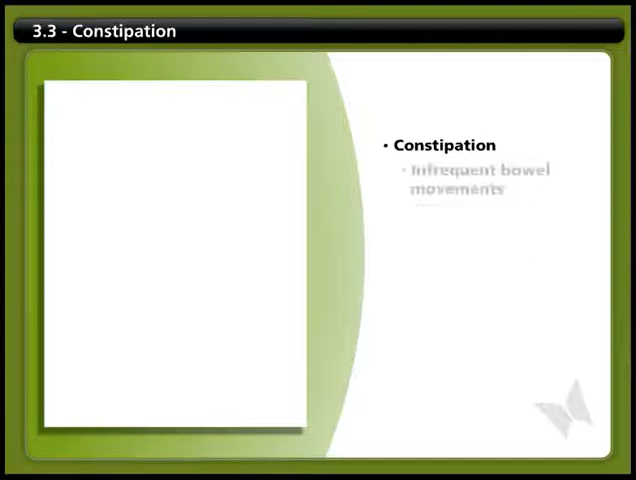 3.3 - Constipation
• Constipation
• Infrequent bowel
movements